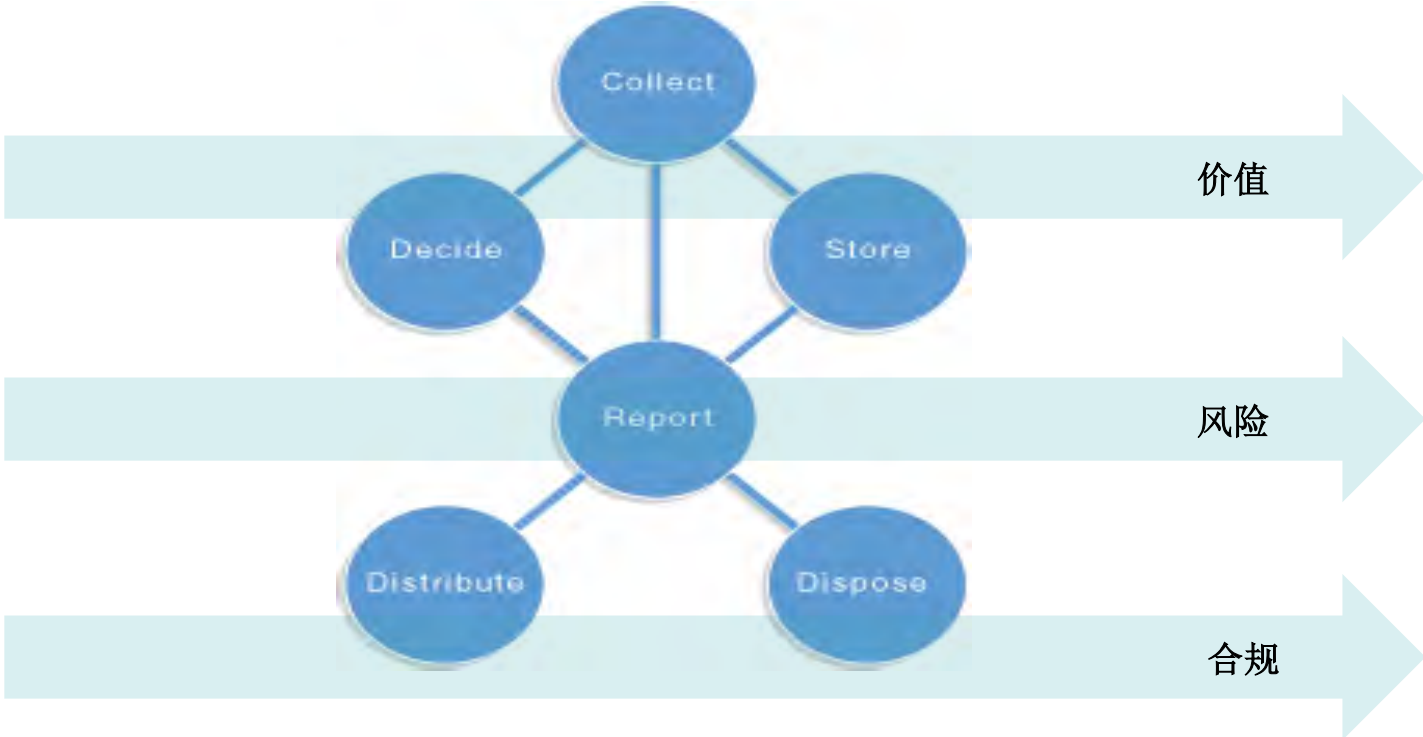 Collect
价值
Decide
Store
Report
风险
Distribute
Dispose
合规